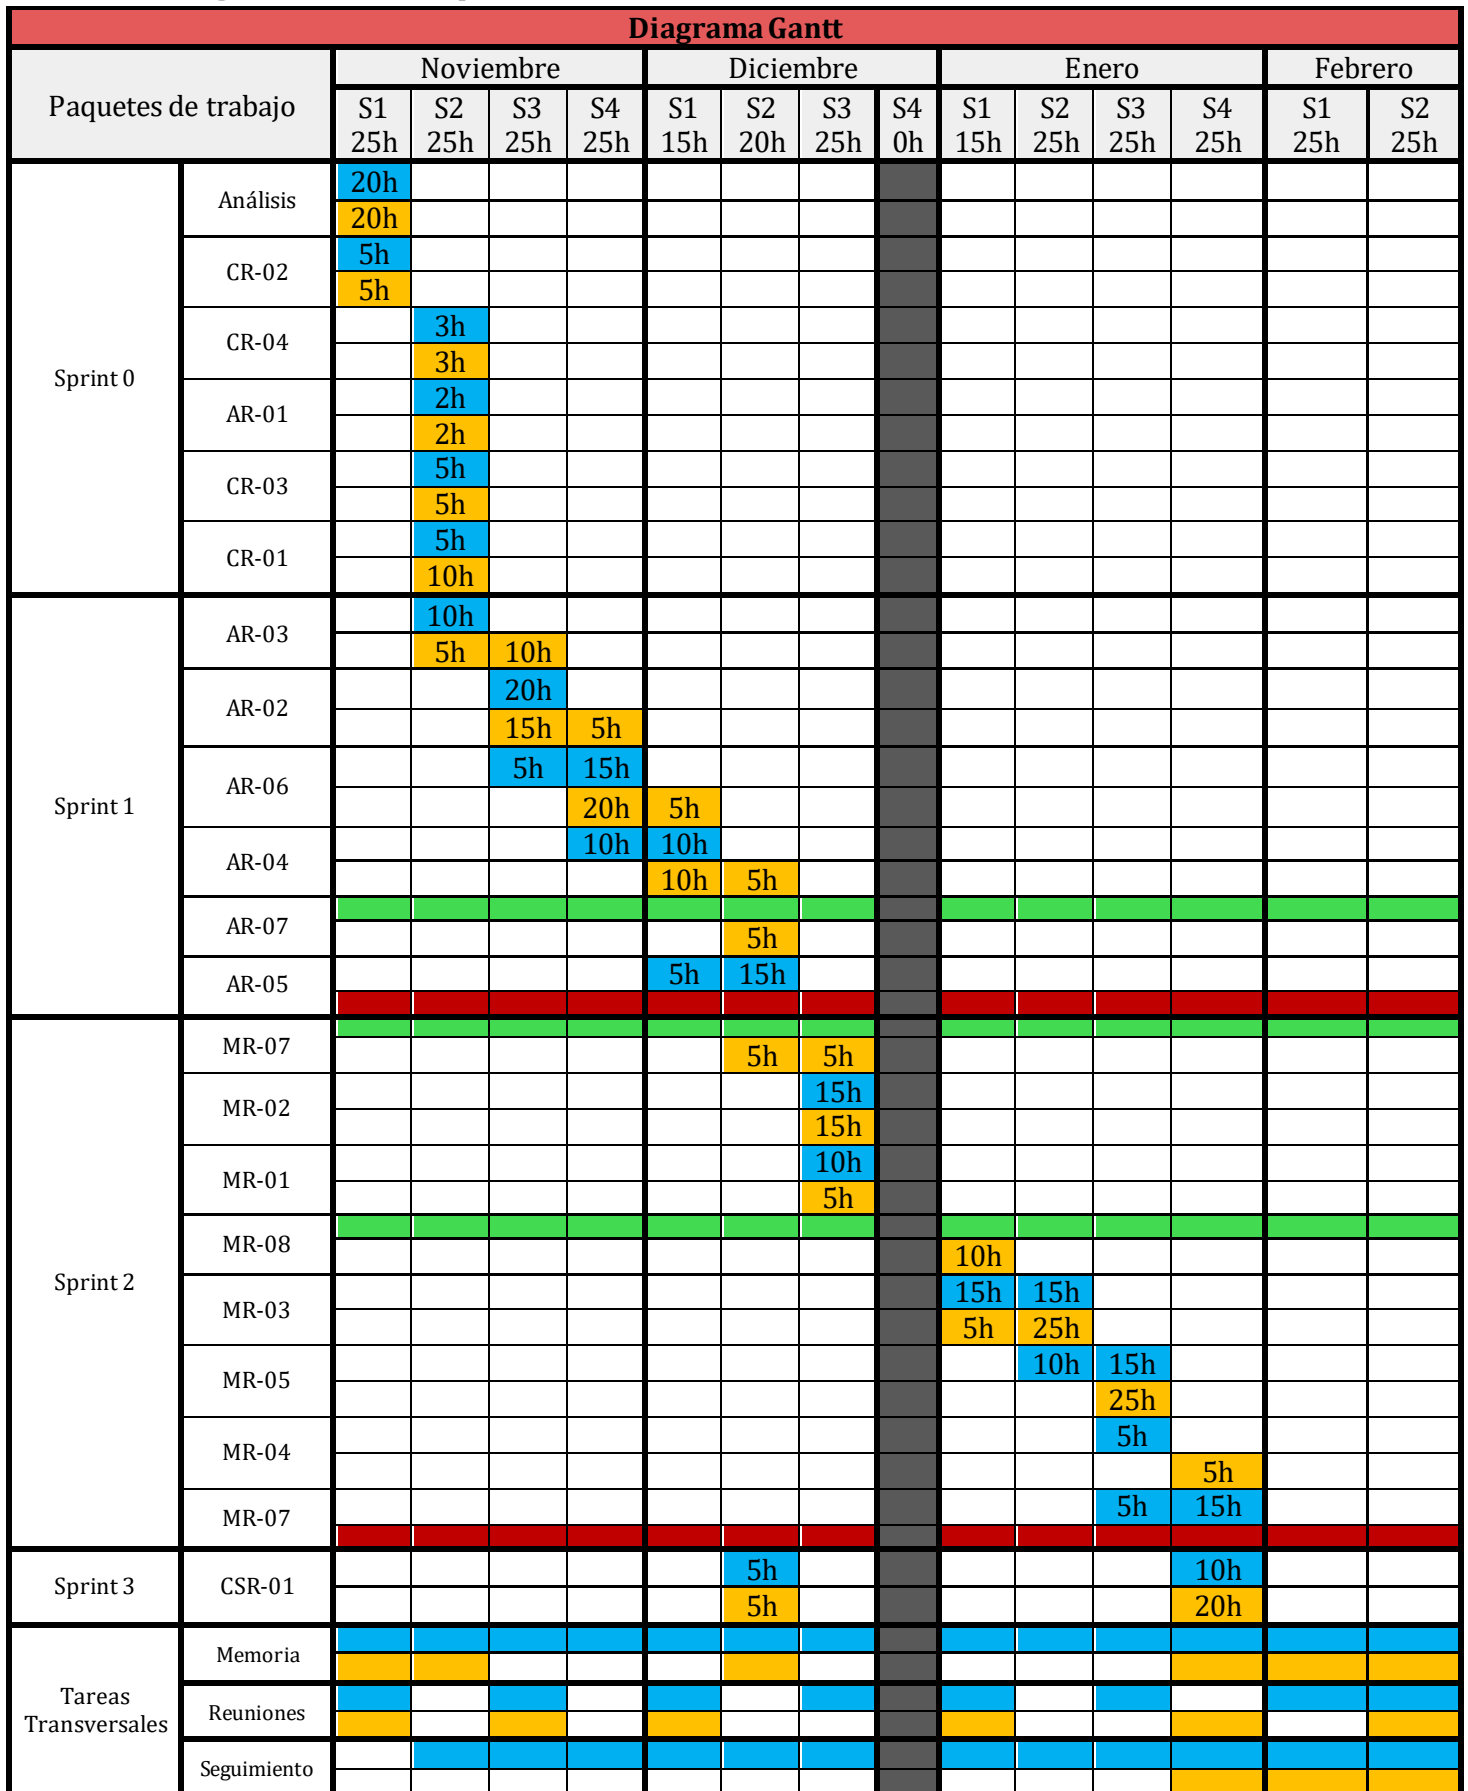 Diagrama Gantt
Paquetes de trabajo
Noviembre Diciembre Enero Febrero
S1 S2 S3 S4 S1 S2 S3 S4 S1 S2 S3 S4 S1 S2
25h 25h 25h 25h 15h 20h 25h 0h 15h 25h 25h 25h 25h 25h
Sprint 0
Análisis
20h
20h
CR-02
5h
5h
CR-04
3h
3h
AR-01
2h
2h
CR-03
5h
5h
CR-01
5h
10h
Sprint 1
AR-03
10h
5h 10h
AR-02
20h
15h 5h
AR-06
5h 15h
20h 5h
AR-04
10h 10h
10h 5h
AR-07
5h
AR-05
5h 15h
Sprint 2
MR-07
5h 5h
MR-02
15h
15h
MR-01
10h
5h
MR-08
10h
MR-03
15h 15h
5h 25h
MR-05
10h 15h
25h
MR-04
5h
5h
MR-07
5h 15h
Sprint 3
CSR-01
5h 10h
5h 20h
Tareas
Transversales
Memoria
Reuniones
Seguimiento